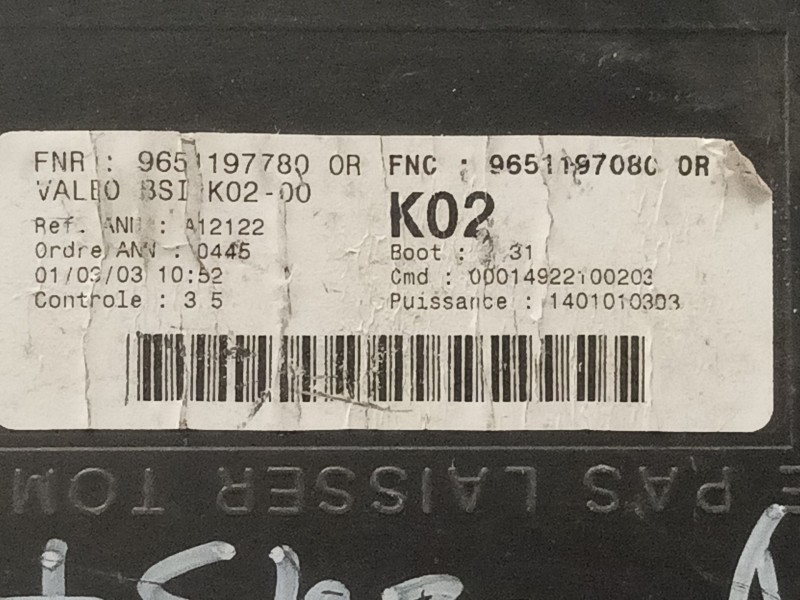 FNR : 9651197780 OR
FNC : 9651197080 OR
VALEO BSI K02-00
K02
Ref. ANN : A12122
Ordre ANN : 0445
Boot : 31
01/03/03 10:52
Cmd : 00014922100203
Controle : 3 5
Puissance : 1401010303
E PAS LAISSER TOM